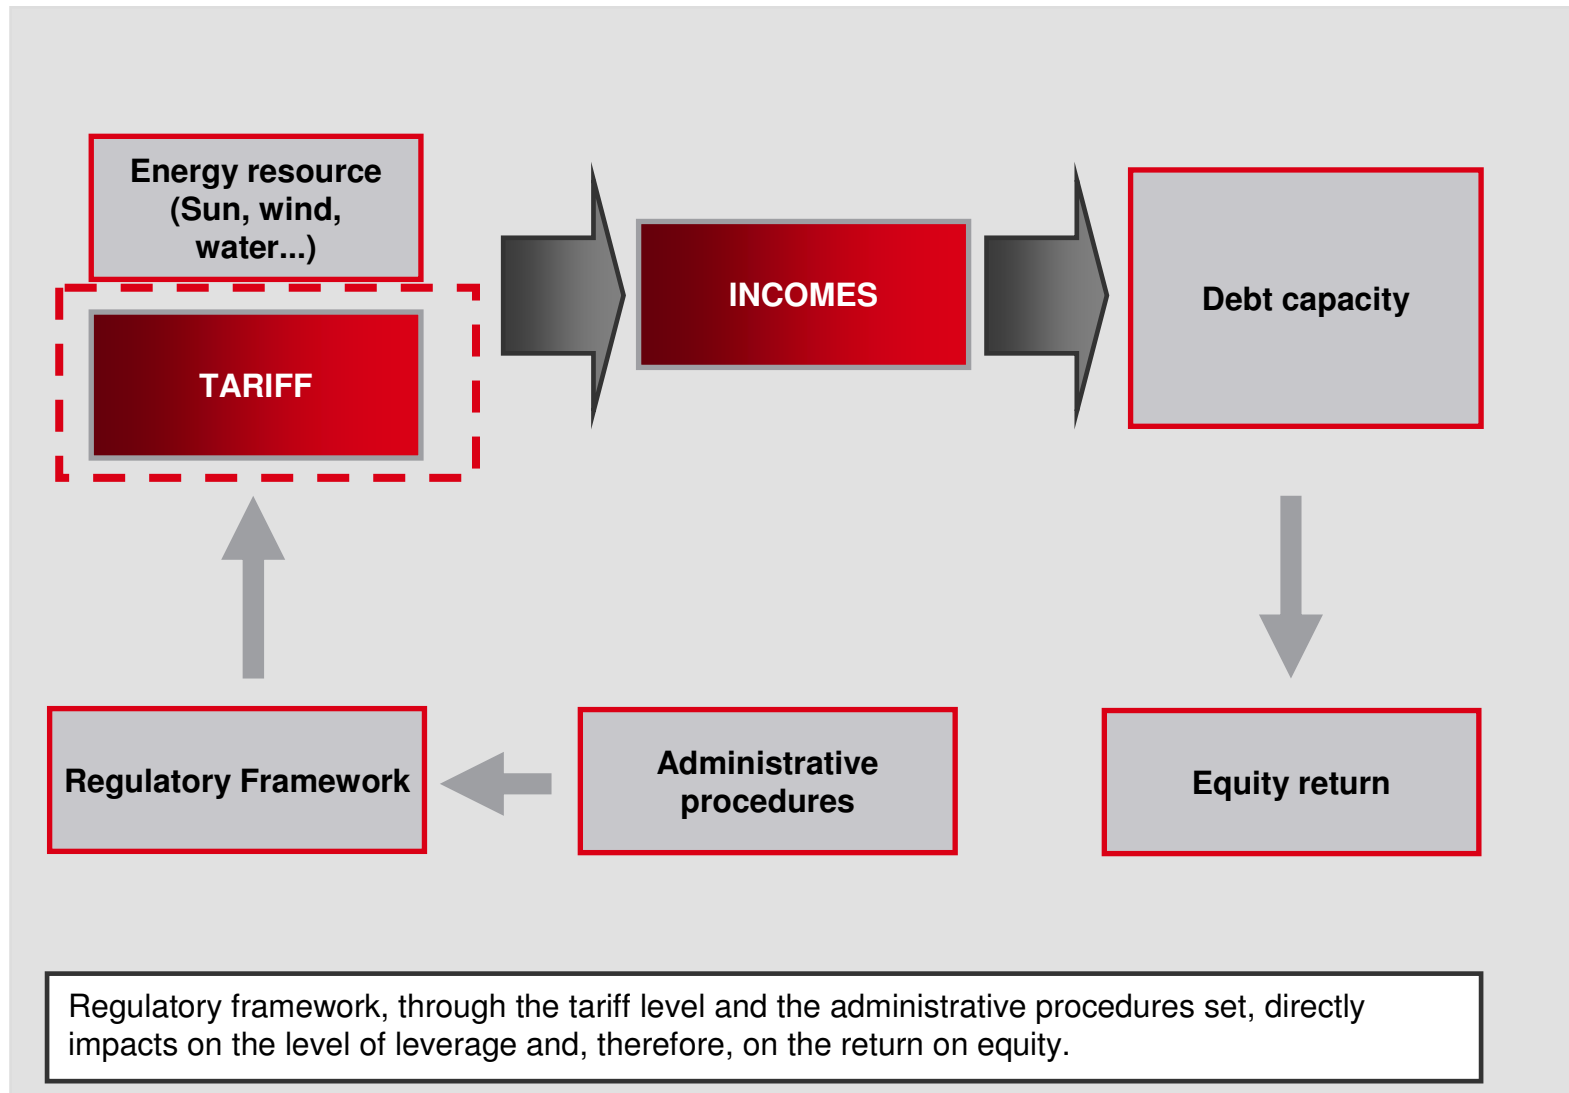 Energy resource
(Sun, wind,
water...)
TARIFF
INCOMES
Debt capacity
Regulatory Framework
Administrative
procedures
Equity return
Regulatory framework, through the tariff level and the administrative procedures set, directly
impacts on the level of leverage and, therefore, on the return on equity.